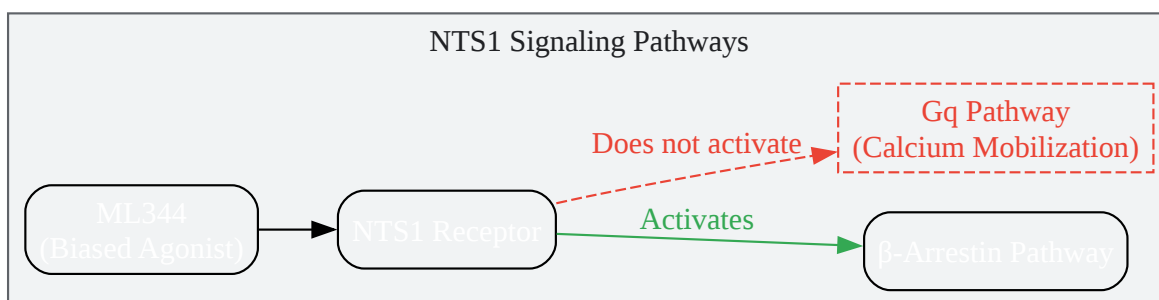 NTS1 Signaling Pathways
Gq Pathway
(Calcium Mobilization)
Does not activate
ML344
(Biased Agonist)
NTS1 Receptor
Activates
β-Arrestin Pathway